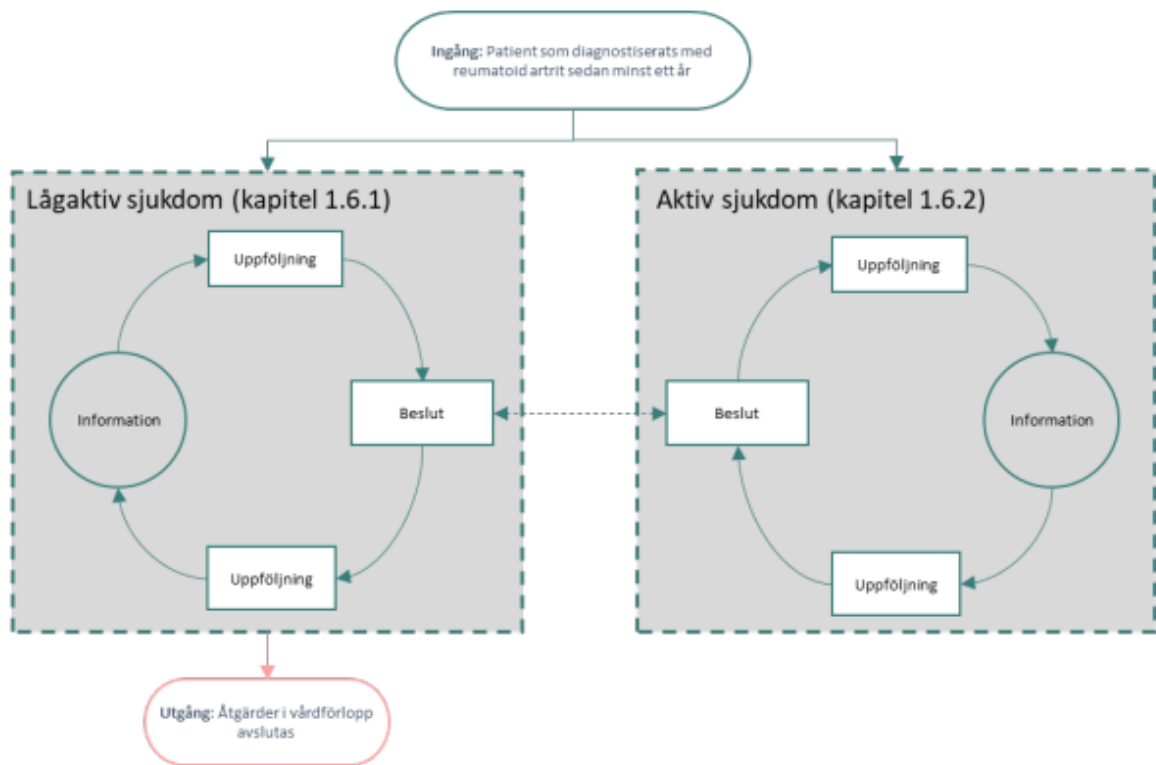 Ingång: Patient som diagnostiserats med
reumatoid artrit sedan minst ett år
Lågaktiv sjukdom (kapitel 1.6.1)
Uppföljning
Beslut
Information
Uppföljning
Aktiv sjukdom (kapitel 1.6.2)
Uppföljning
Beslut
Information
Uppföljning
Utgång: Åtgärder i vårdförlopp
avslutas